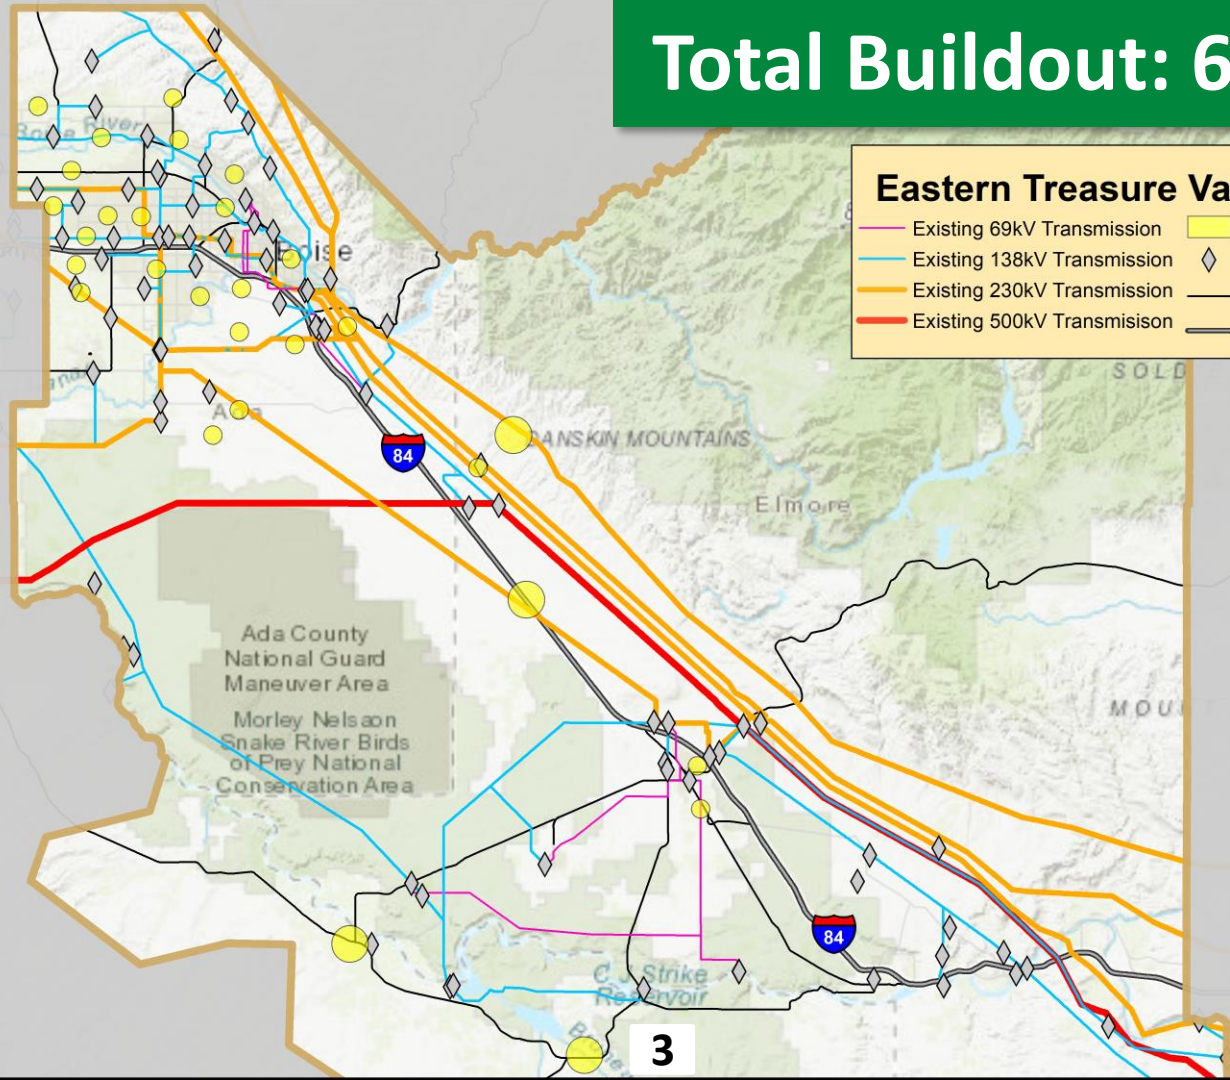 Total Buildout: 6
Boise River
Eastern Treasure Va
Existing 69kV Transmission
Existing 138kV Transmission
Existing 230kV Transmission
Existing 500kV Transmisison
Boise
SOLD
Ada
84
DANSKIN MOUNTAINS
Elmore
Ada County
National Guard
Maneuver Area
Morley Nelsaon
Snake River Birds
of Prey National
Conservation Area
MOU
84
C J Strike
Reservoir
3